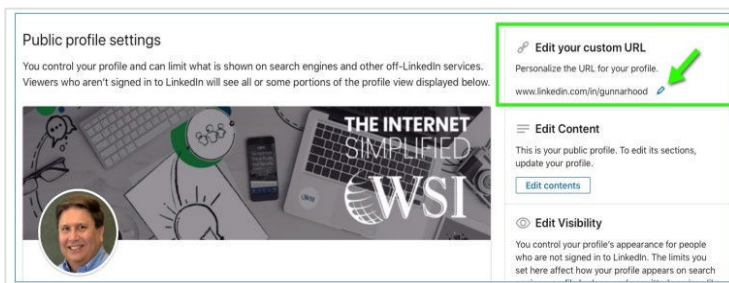 Public profile settings
You control your profile and can limit what is shown on search engines and other off-LinkedIn services.
Viewers who aren't signed in to LinkedIn will see all or some portions of the profile view displayed below.
THE INTERNET
SIMPLIFIED
WSI
Edit your custom URL
Personalize the URL for your profile.
www.linkedin.com/in/gunnarhood
Edit Content
This is your public profile. To edit its sections,
update your profile.
Edit contents
Edit Visibility
You control your profile's appearance for people
who are not signed in to LinkedIn. The limits you
set here affect how your profile appears on search